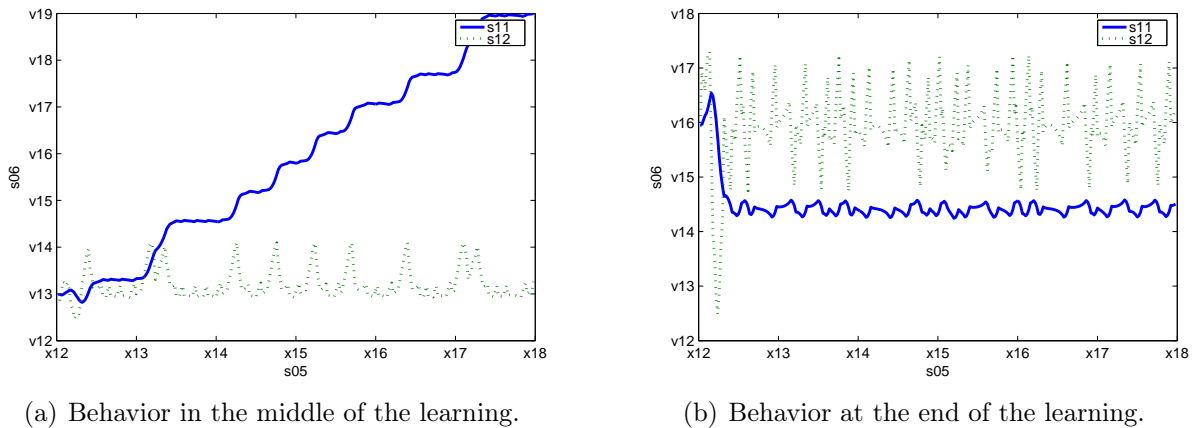 v19
v18
v17
v16
v15
v14
v13
v12
s06
x12 x13 x14 x15 x16 x17 x18
s05
s11
s12
(a) Behavior in the middle of the learning.
v18
v17
v16
v15
v14
v13
v12
s06
x12 x13 x14 x15 x16 x17 x18
s05
s11
s12
(b) Behavior at the end of the learning.